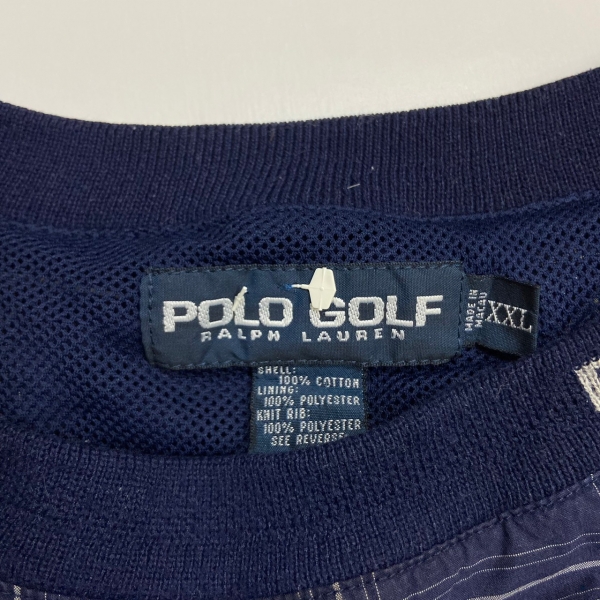 POLO GOLF
RALPH LAUREN
MADE IN
MACAU
XXL
SHELL:
100% COTTON
LINING:
100% POLYESTER
KNIT RIB:
100% POLYESTER
SEE REVERSE